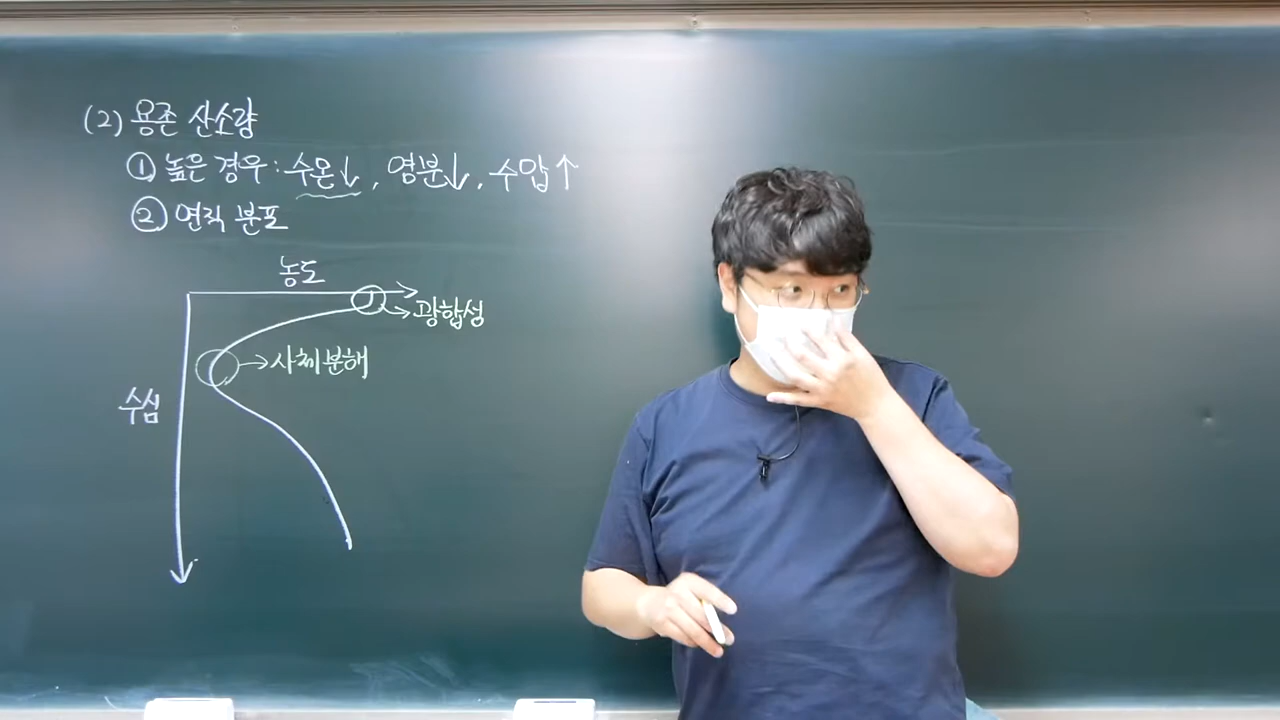 (2) 용존 산소량
① 높은 경우 : 수온↓, 염분↓, 수압↑
② 연직 분포
농도
→광합성
→사체분해
수심